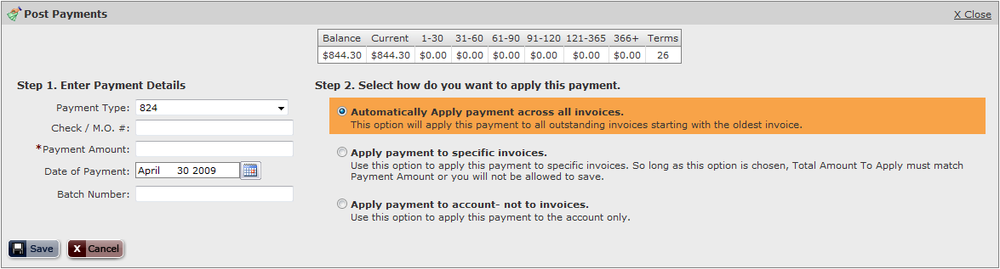 Post Payments
X Close
Balance Current 1-30 31-60 61-90 91-120 121-365 366+ Terms
$844.30 $844.30 $0.00 $0.00 $0.00 $0.00 $0.00 $0.00 26
Step 1. Enter Payment Details
Payment Type: 824
Check / M.O. #:
*Payment Amount:
Date of Payment: April 30 2009
Batch Number:
Step 2. Select how do you want to apply this payment.
Automatically Apply payment across all invoices.
This option will apply this payment to all outstanding invoices starting with the oldest invoice.
Apply payment to specific invoices.
Use this option to apply this payment to specific invoices. So long as this option is chosen, Total Amount To Apply must match
Payment Amount or you will not be allowed to save.
Apply payment to account- not to invoices.
Use this option to apply this payment to the account only.
Save
X Cancel